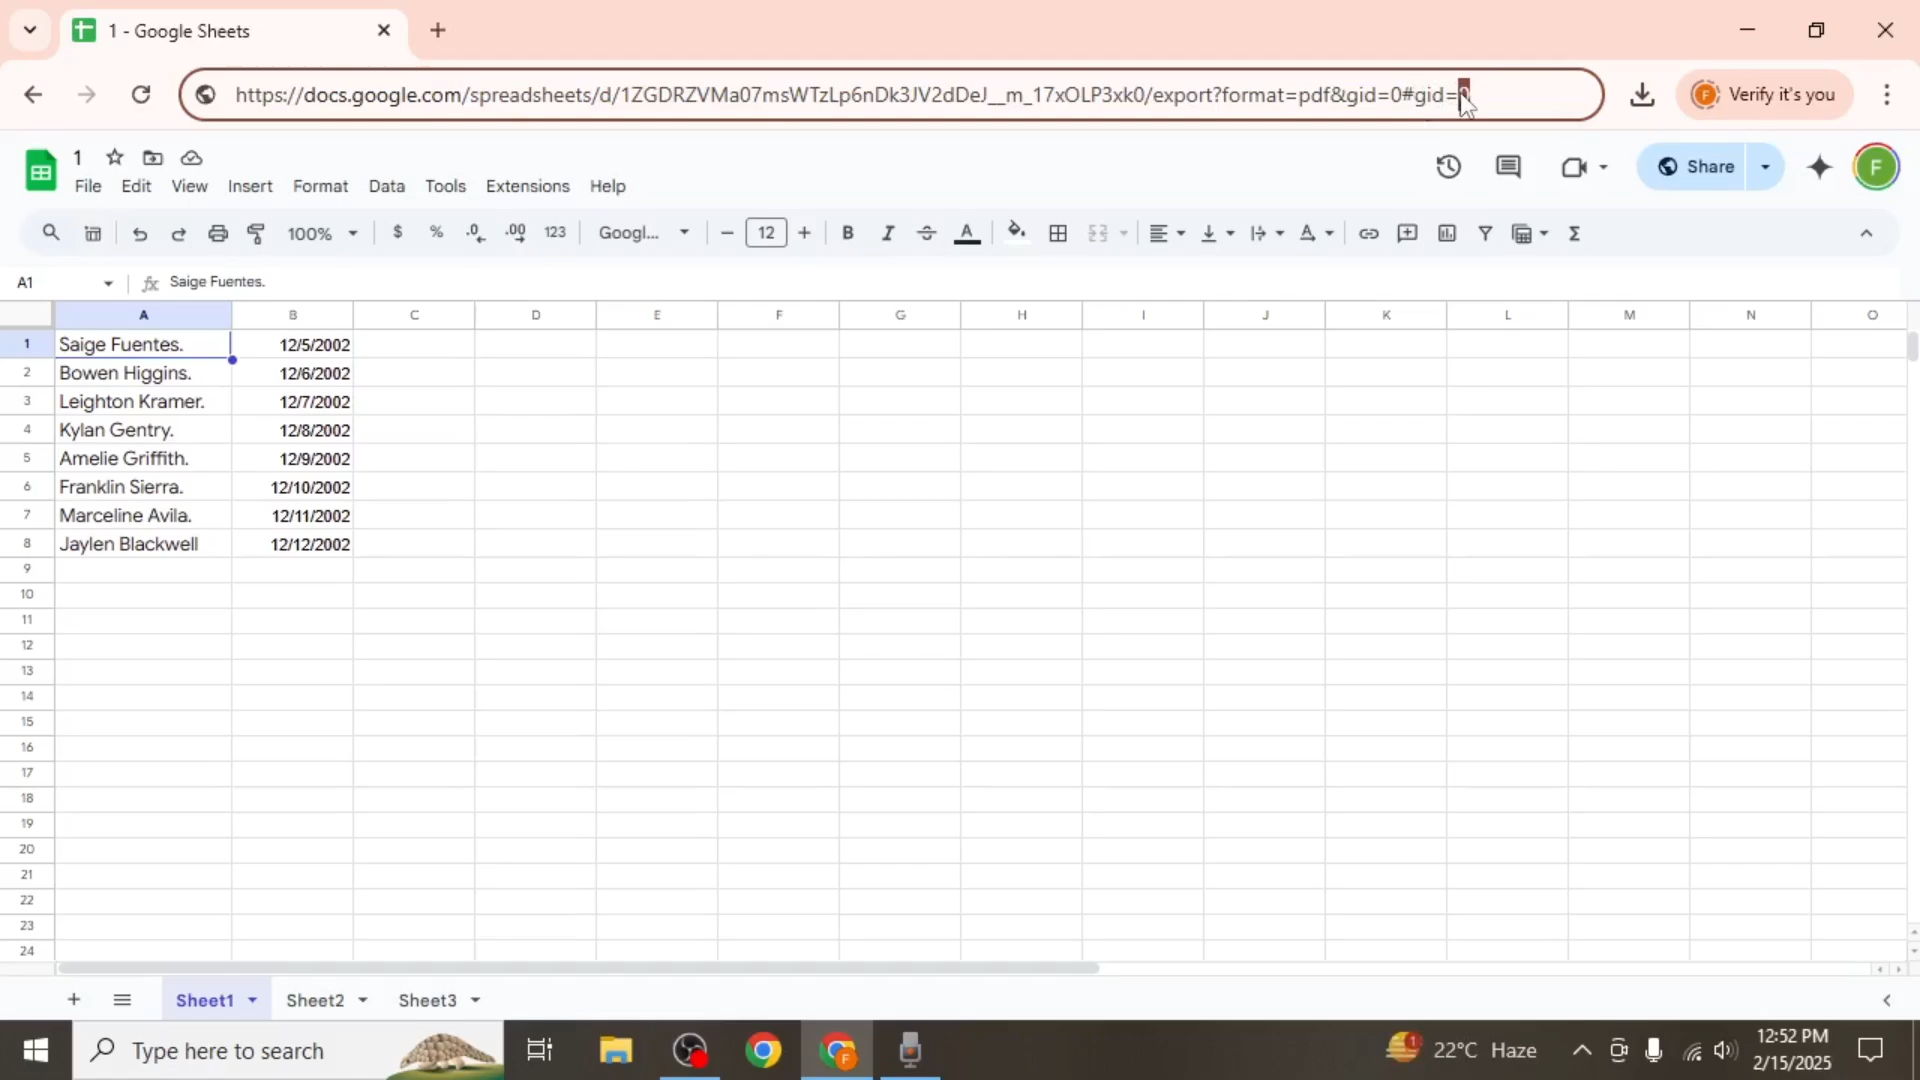 1 - Google Sheets
https://docs.google.com/spreadsheets/d/1ZGDRZVMa07msWTzLp6nDk3JV2dDeJ__m_17xOLP3xk0/export?format=pdf&gid=0#gid=
F Verify it's you
1
File Edit View Insert Format Data Tools Extensions Help
Share F
100% $ % .0 .00 123 Googl... − 12 + B I A Σ
A1 fx Saige Fuentes.
A B C D E F G H I J K L M N O
1 Saige Fuentes. 12/5/2002
2 Bowen Higgins. 12/6/2002
3 Leighton Kramer. 12/7/2002
4 Kylan Gentry. 12/8/2002
5 Amelie Griffith. 12/9/2002
6 Franklin Sierra. 12/10/2002
7 Marceline Avila. 12/11/2002
8 Jaylen Blackwell 12/12/2002
9
10
11
12
13
14
15
16
17
18
19
20
21
22
23
24
Sheet1 Sheet2 Sheet3
Type here to search F 1 22°C Haze 12:52 PM
2/15/2025